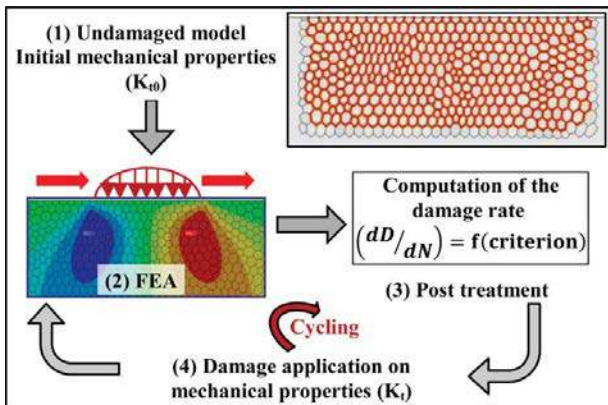 (1) Undamaged model
Initial mechanical properties
(Kt0)
(2) FEA
Computation of the
damage rate
(dD/dN) = f(criterion)
(3) Post treatment
Cycling
(4) Damage application on
mechanical properties (Kt)